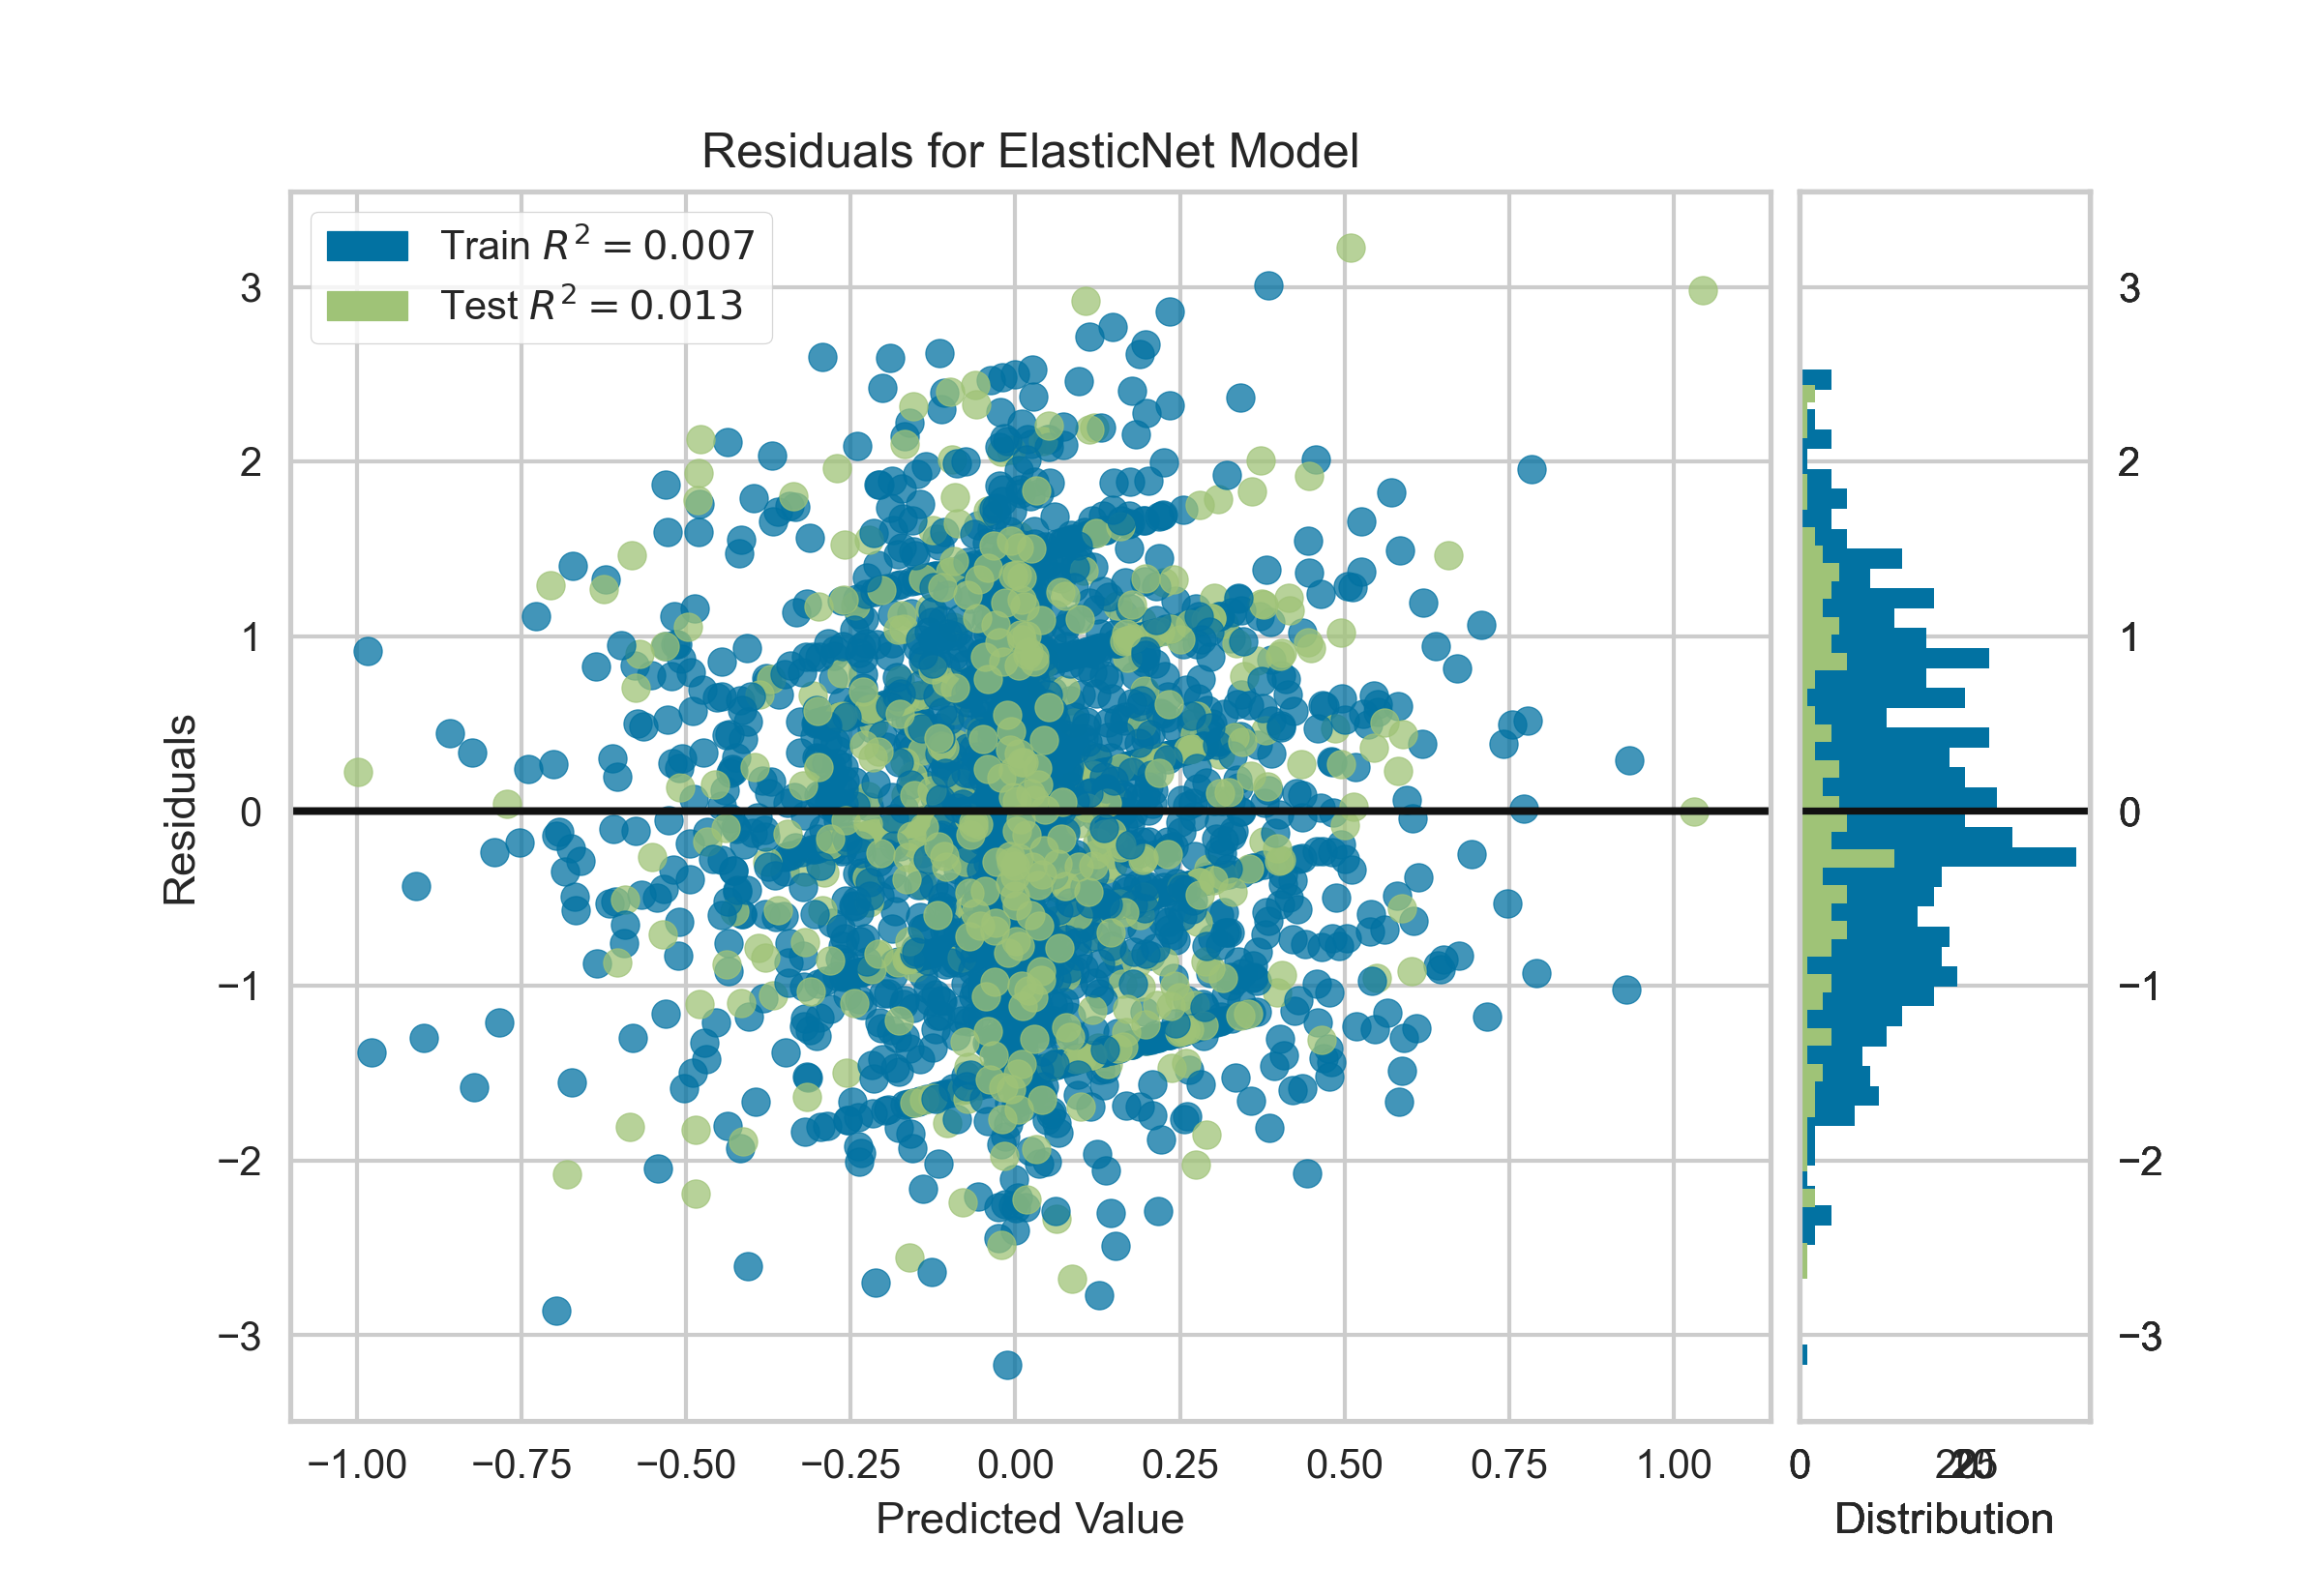 Residuals for ElasticNet Model
Train R² = 0.007
Test R² = 0.013
Residuals
3
2
1
0
−1
−2
−3
−1.00 −0.75 −0.50 −0.25 0.00 0.25 0.50 0.75 1.00
Predicted Value
3
2
1
0
−1
−2
−3
0
Distribution